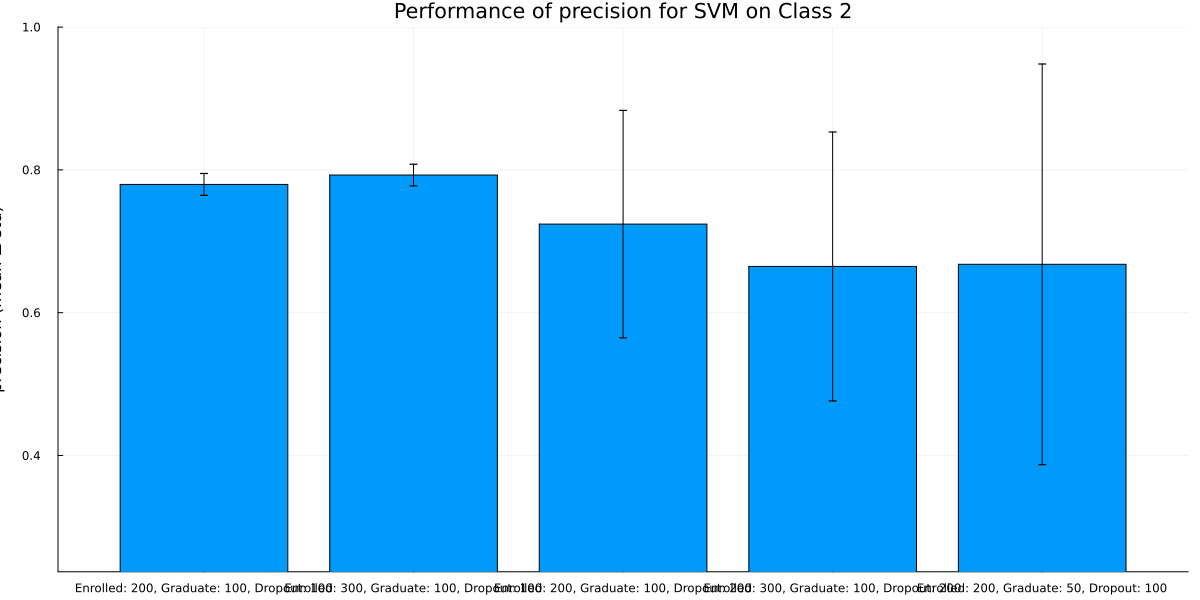 Performance of precision for SVM on Class 2
1.0
0.8
0.6
0.4
Enrolled: 200, Graduate: 100, Dropout: 100
Enrolled: 300, Graduate: 100, Dropout: 100
Enrolled: 200, Graduate: 100, Dropout: 200
Enrolled: 300, Graduate: 100, Dropout: 200
Enrolled: 200, Graduate: 50, Dropout: 100